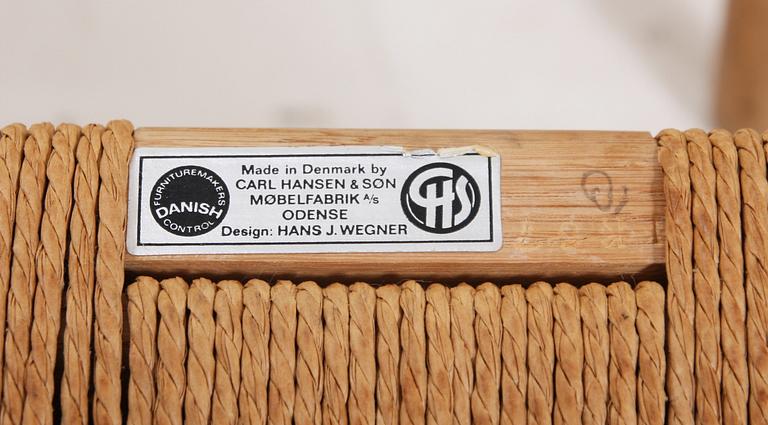 FURNITUREMAKERS
DANISH
CONTROL
Made in Denmark by
CARL HANSEN & SØN
MØBELFABRIK A/s
ODENSE
Design: HANS J. WEGNER
CHS